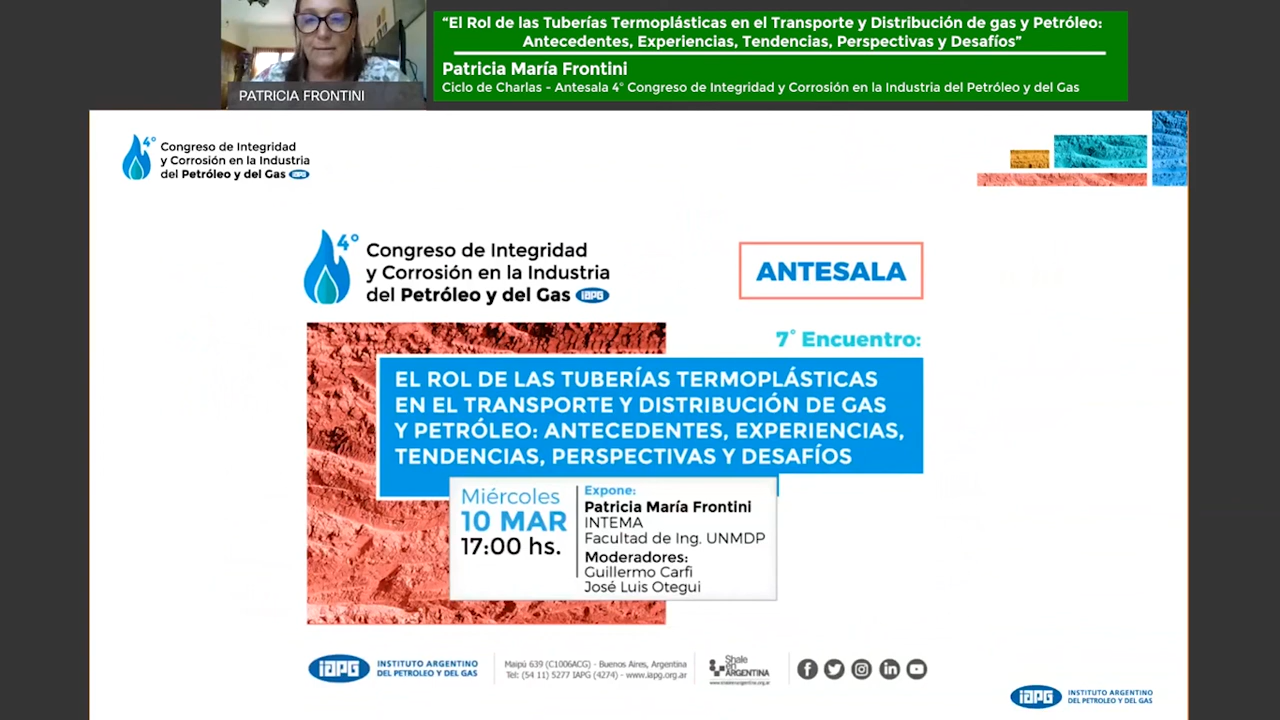 PATRICIA FRONTINI
“El Rol de las Tuberías Termoplásticas en el Transporte y Distribución de gas y Petróleo:
Antecedentes, Experiencias, Tendencias, Perspectivas y Desafíos”
Patricia María Frontini
Ciclo de Charlas - Antesala 4° Congreso de Integridad y Corrosión en la Industria del Petróleo y del Gas
4°
Congreso de Integridad
y Corrosión en la Industria
del Petróleo y del Gas IAPG
4°
Congreso de Integridad
y Corrosión en la Industria
del Petróleo y del Gas IAPG
ANTESALA
7° Encuentro:
EL ROL DE LAS TUBERÍAS TERMOPLÁSTICAS
EN EL TRANSPORTE Y DISTRIBUCIÓN DE GAS
Y PETRÓLEO: ANTECEDENTES, EXPERIENCIAS,
TENDENCIAS, PERSPECTIVAS Y DESAFÍOS
Miércoles
10 MAR
17:00 hs.
Expone:
Patricia María Frontini
INTEMA
Facultad de Ing. UNMDP
Moderadores:
Guillermo Carfi
José Luis Otegui
IAPG
INSTITUTO ARGENTINO
DEL PETROLEO Y DEL GAS
Maipú 639 (C1006ACG) - Buenos Aires, Argentina
Tel: (54 11) 5277 IAPG (4274) - www.iapg.org.ar
Shale
en
ARGENTINA
www.shaleenargentina.org.ar
IAPG
INSTITUTO ARGENTINO
DEL PETROLEO Y DEL GAS